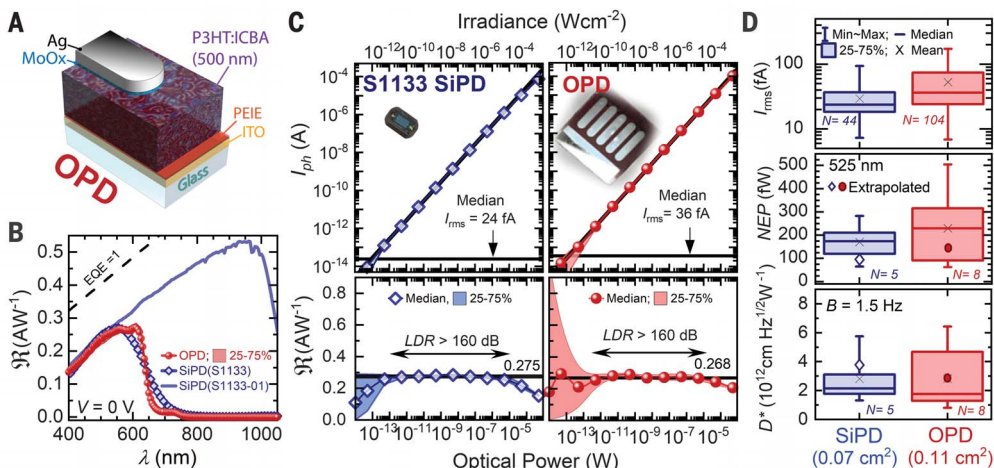 A
Ag
MoOx
P3HT:ICBA
(500 nm)
PEIE
ITO
Glass
OPD
B
ℜ(AW⁻¹)
0.5
0.4
0.3
0.2
0.1
0.0
EQE =1
OPD; 25-75%
SiPD(S1133)
SiPD(S1133-01)
V = 0 V
400 600 800 1000
λ (nm)
C
Irradiance (Wcm⁻²)
10⁻¹² 10⁻¹⁰ 10⁻⁸ 10⁻⁶ 10⁻⁴
10⁻¹² 10⁻¹⁰ 10⁻⁸ 10⁻⁶ 10⁻⁴
S1133 SiPD
OPD
I_ph (A)
10⁻⁴
10⁻⁶
10⁻⁸
10⁻¹⁰
10⁻¹²
10⁻¹⁴
Median
I_rms = 24 fA
Median
I_rms = 36 fA
ℜ(AW⁻¹)
0.8
0.6
0.4
0.2
0.0
Median, 25-75%
LDR > 160 dB
0.275
Median; 25-75%
LDR > 160 dB
0.268
10⁻¹³ 10⁻¹¹ 10⁻⁹ 10⁻⁷ 10⁻⁵
10⁻¹³ 10⁻¹¹ 10⁻⁹ 10⁻⁷ 10⁻⁵
Optical Power (W)
D
Min~Max; Median
25-75%; Mean
I_rms(fA)
100
10
N= 44
N= 104
525 nm
Extrapolated
NEP (fW)
500
400
300
200
100
0
N= 5
N= 8
B = 1.5 Hz
D* (10¹²cm Hz^1/2W⁻¹)
8
6
4
2
0
N= 5
N= 8
SiPD
(0.07 cm²)
OPD
(0.11 cm²)